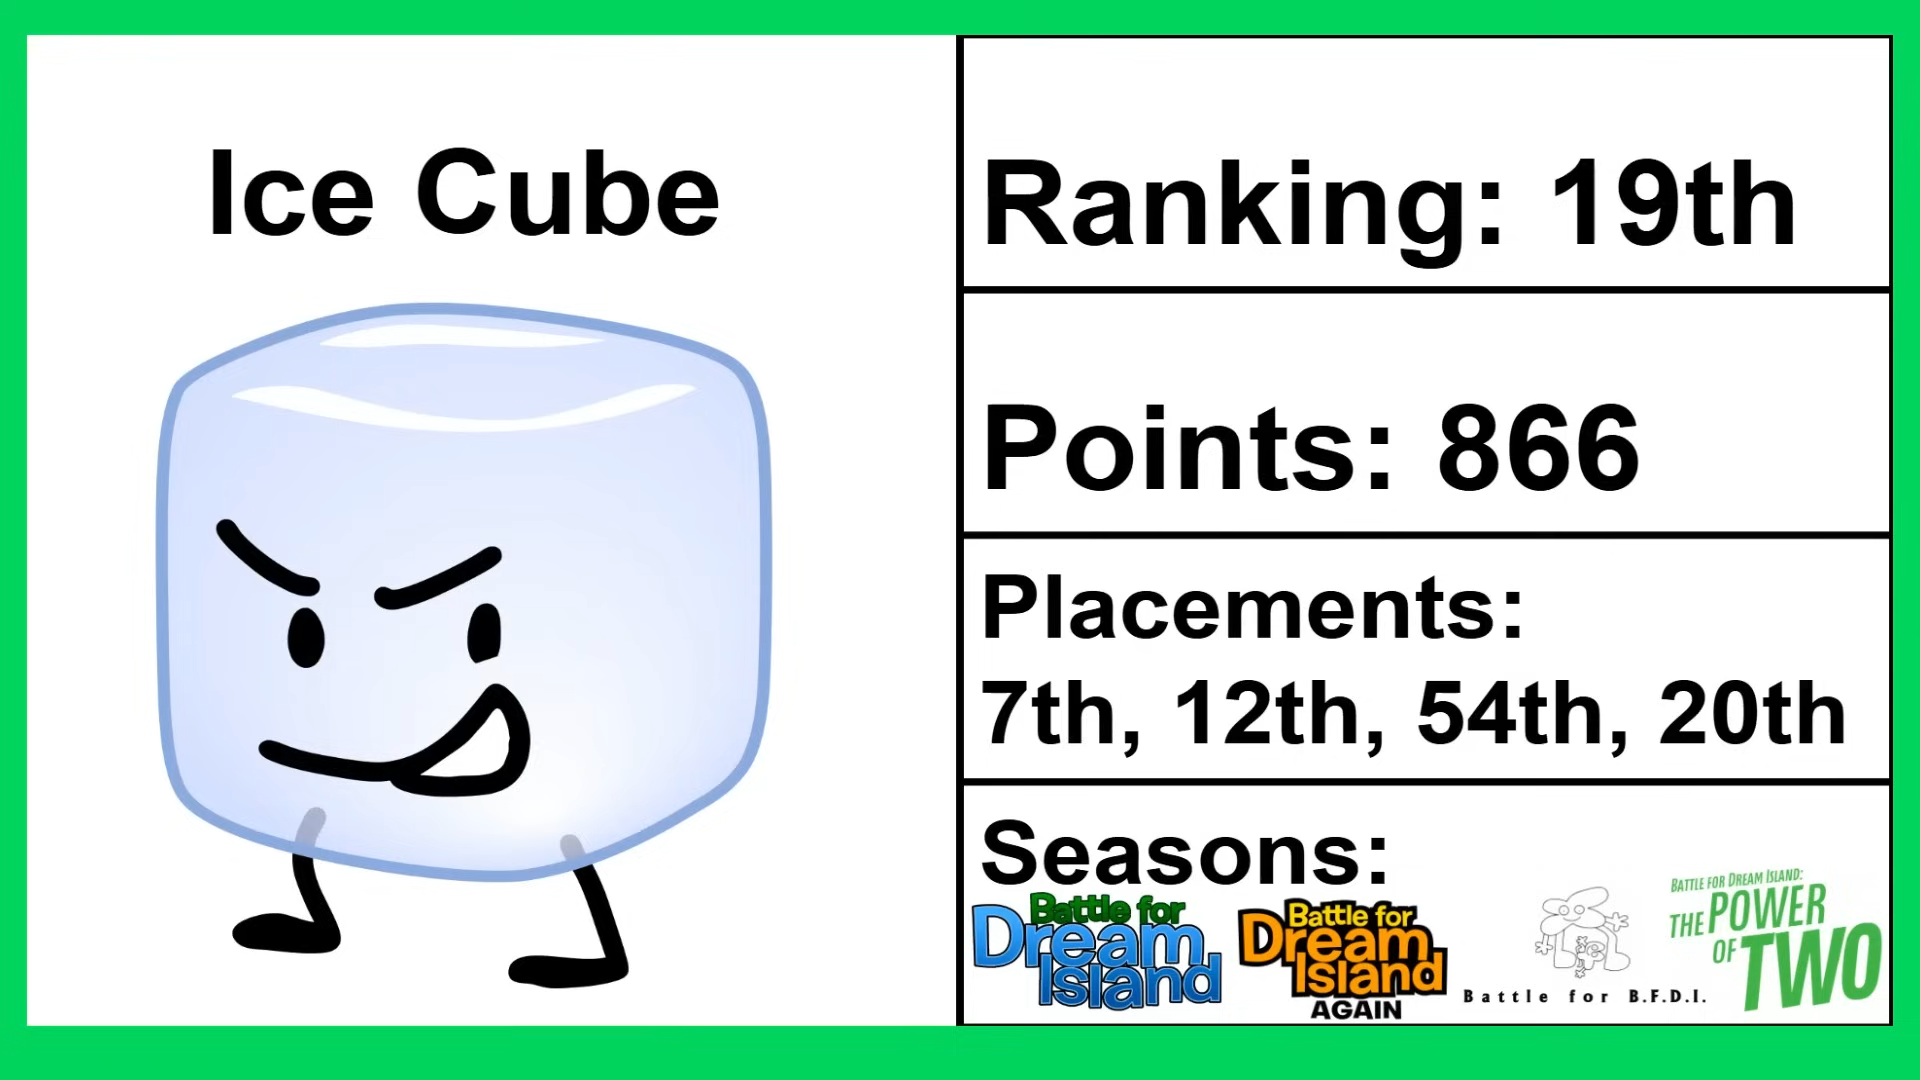 Ice Cube
Ranking: 19th
Points: 866
Placements:
7th, 12th, 54th, 20th
Seasons:
Battle for
Dream
Island
Battle for
Dream
Island
AGAIN
Battle for B.F.D.I.
BATTLE FOR DREAM ISLAND:
THE POWER
OF TWO